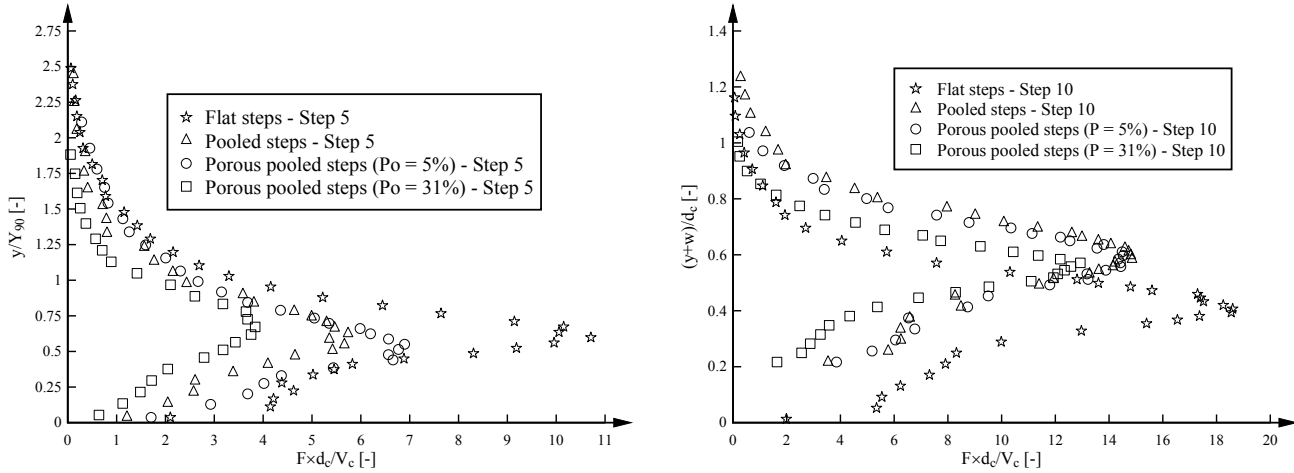 2.75
2.5
2.25
2
1.75
1.5
1.25
1
0.75
0.5
0.25
0
y/Y90 [-]
Flat steps - Step 5
Pooled steps - Step 5
Porous pooled steps (Po = 5%) - Step 5
Porous pooled steps (Po = 31%) - Step 5
0 1 2 3 4 5 6 7 8 9 10 11
F×dc/Vc [-]
1.4
1.2
1
0.8
0.6
0.4
0.2
0
(y+w)/dc [-]
Flat steps - Step 10
Pooled steps - Step 10
Porous pooled steps (P = 5%) - Step 10
Porous pooled steps (P = 31%) - Step 10
0 2 4 6 8 10 12 14 16 18 20
F×dc/Vc [-]